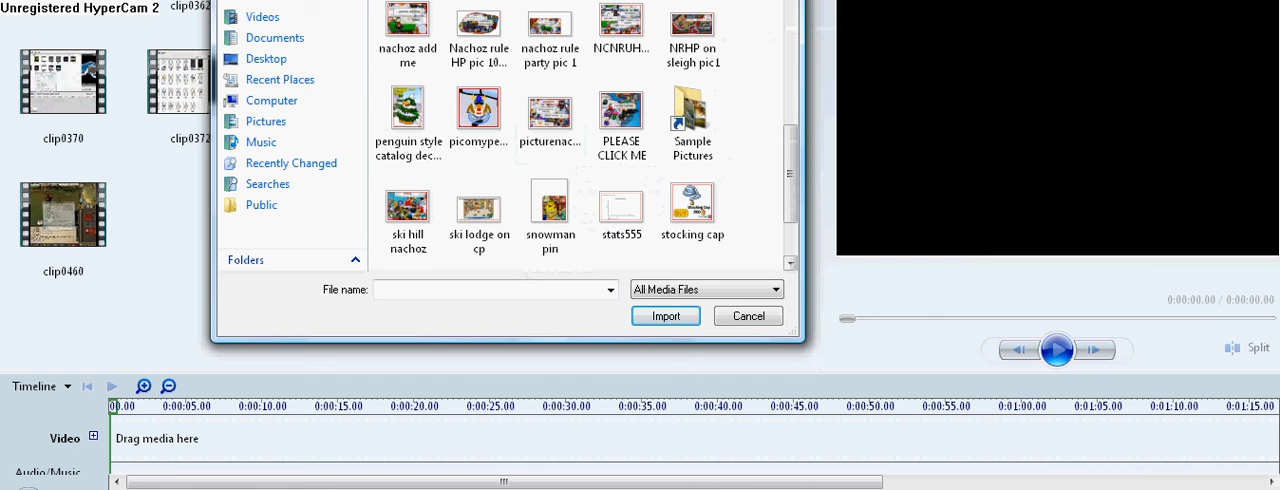 Unregistered HyperCam 2
clip0362
clip0370
clip0372
clip0460
Videos
Documents
Desktop
Recent Places
Computer
Pictures
Music
Recently Changed
Searches
Public
Folders
nachoz add me
Nachoz rule HP pic 10...
nachoz rule party pic 1
NCNRUH...
NRHP on sleigh pic1
penguin style catalog dec...
picomype...
picturenac...
PLEASE CLICK ME
Sample Pictures
ski hill nachoz
ski lodge on cp
snowman pin
stats555
stocking cap
File name:
All Media Files
Import
Cancel
0:00:00.00 / 0:00:00.00
Split
Timeline
00.00 0:00:05.00 0:00:10.00 0:00:15.00 0:00:20.00 0:00:25.00 0:00:30.00 0:00:35.00 0:00:40.00 0:00:45.00 0:00:50.00 0:00:55.00 0:01:00.00 0:01:05.00 0:01:10.00 0:01:15.00
Video
Drag media here
Audio/Music